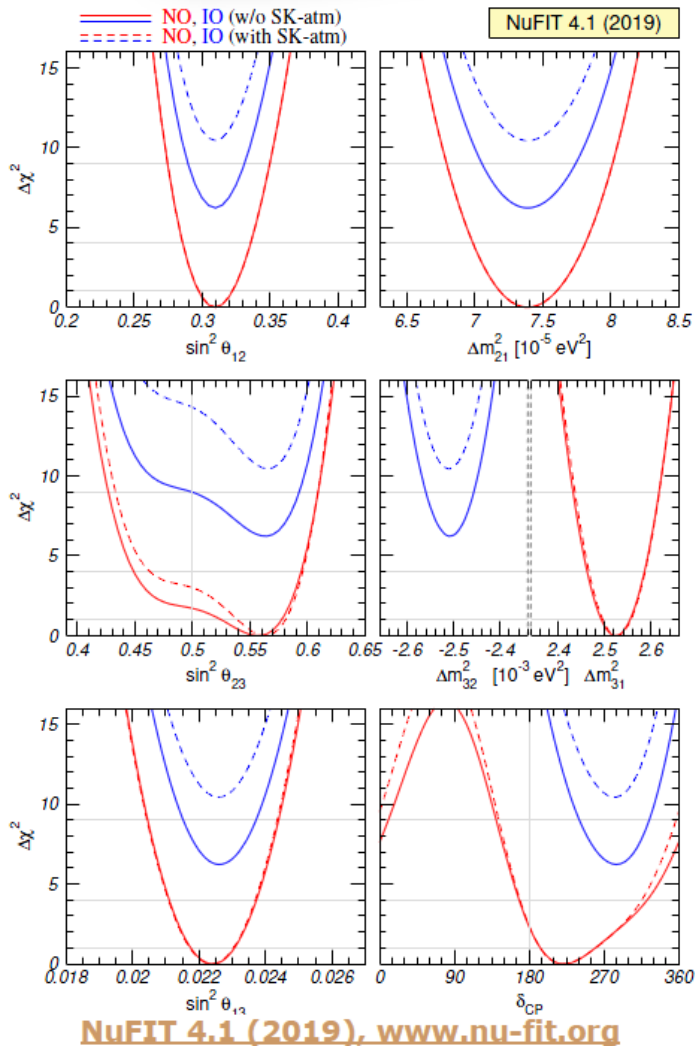 NO, IO (w/o SK-atm)
NO, IO (with SK-atm)
NuFIT 4.1 (2019)
15
10
5
0
Δχ²
0.2 0.25 0.3 0.35 0.4
sin² θ₁₂
6.5 7 7.5 8 8.5
Δm²₂₁ [10⁻⁵ eV²]
15
10
5
0
Δχ²
0.4 0.45 0.5 0.55 0.6 0.65
sin² θ₂₃
-2.6 -2.4 2.4 2.6
Δm²₃₂ [10⁻³ eV²] Δm²₃₁
15
10
5
0
Δχ²
0.018 0.02 0.022 0.024 0.026
sin² θ₁₃
0 90 180 270 360
δCP
NuFIT 4.1 (2019), www.nu-fit.org